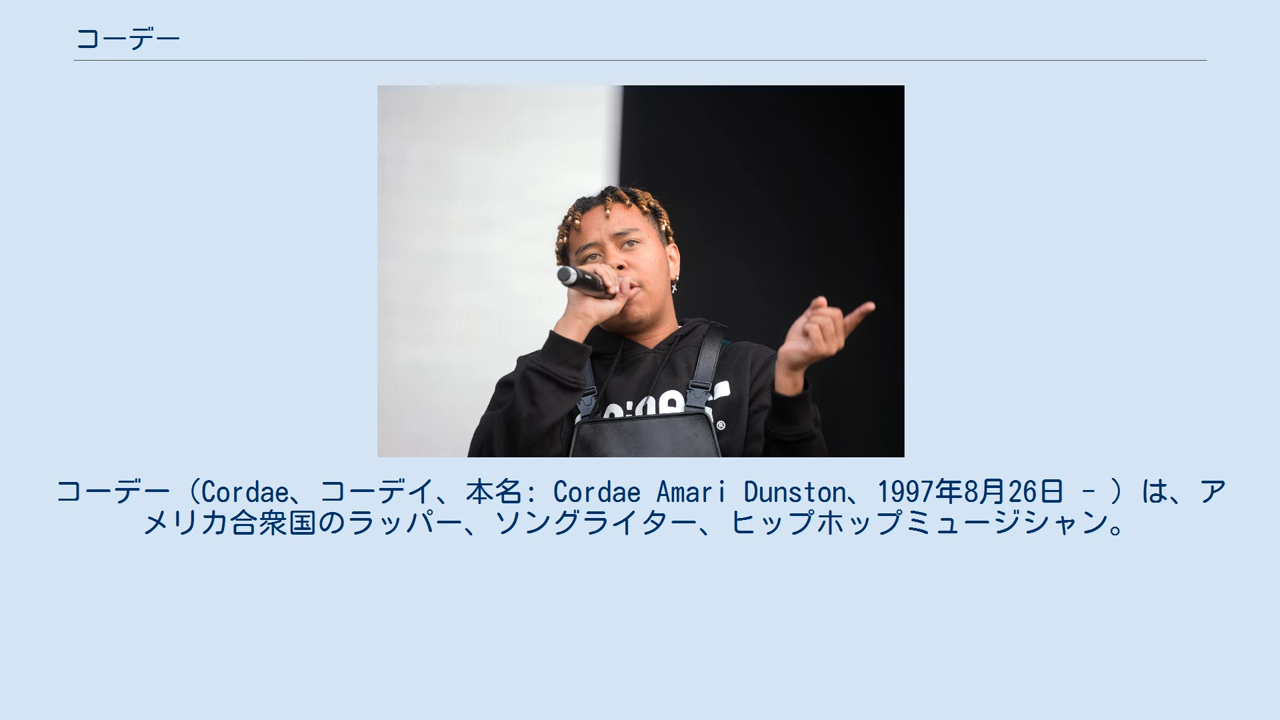 コーデー
コーデー（Cordae、コーデイ、本名: Cordae Amari Dunston、1997年8月26日 - ）は、ア
メリカ合衆国のラッパー、ソングライター、ヒップホップミュージシャン。
®